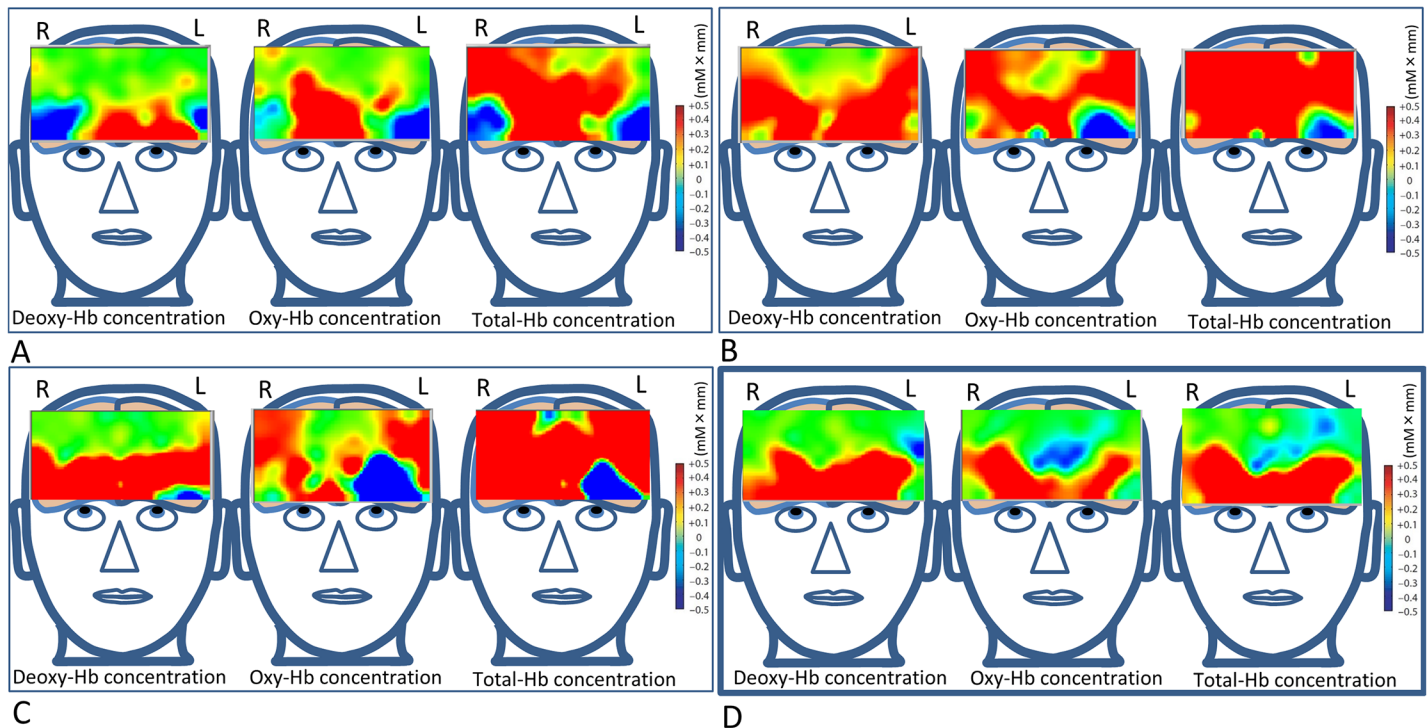 R L
(mM × mm)
+0.5
+0.4
+0.3
+0.2
+0.1
0
−0.1
−0.2
−0.3
−0.4
−0.5
Deoxy-Hb concentration Oxy-Hb concentration Total-Hb concentration
A
R L
(mM × mm)
+0.5
+0.4
+0.3
+0.2
+0.1
0
−0.1
−0.2
−0.3
−0.4
−0.5
Deoxy-Hb concentration Oxy-Hb concentration Total-Hb concentration
B
R L R L R L
(mM × mm)
+0.5
+0.4
+0.3
+0.2
+0.1
0
−0.1
−0.2
−0.3
−0.4
−0.5
Deoxy-Hb concentration Oxy-Hb concentration Total-Hb concentration
C
R L R L R L
(mM × mm)
+0.5
+0.4
+0.3
+0.2
+0.1
0
−0.1
−0.2
−0.3
−0.4
−0.5
Deoxy-Hb concentration Oxy-Hb concentration Total-Hb concentration
D